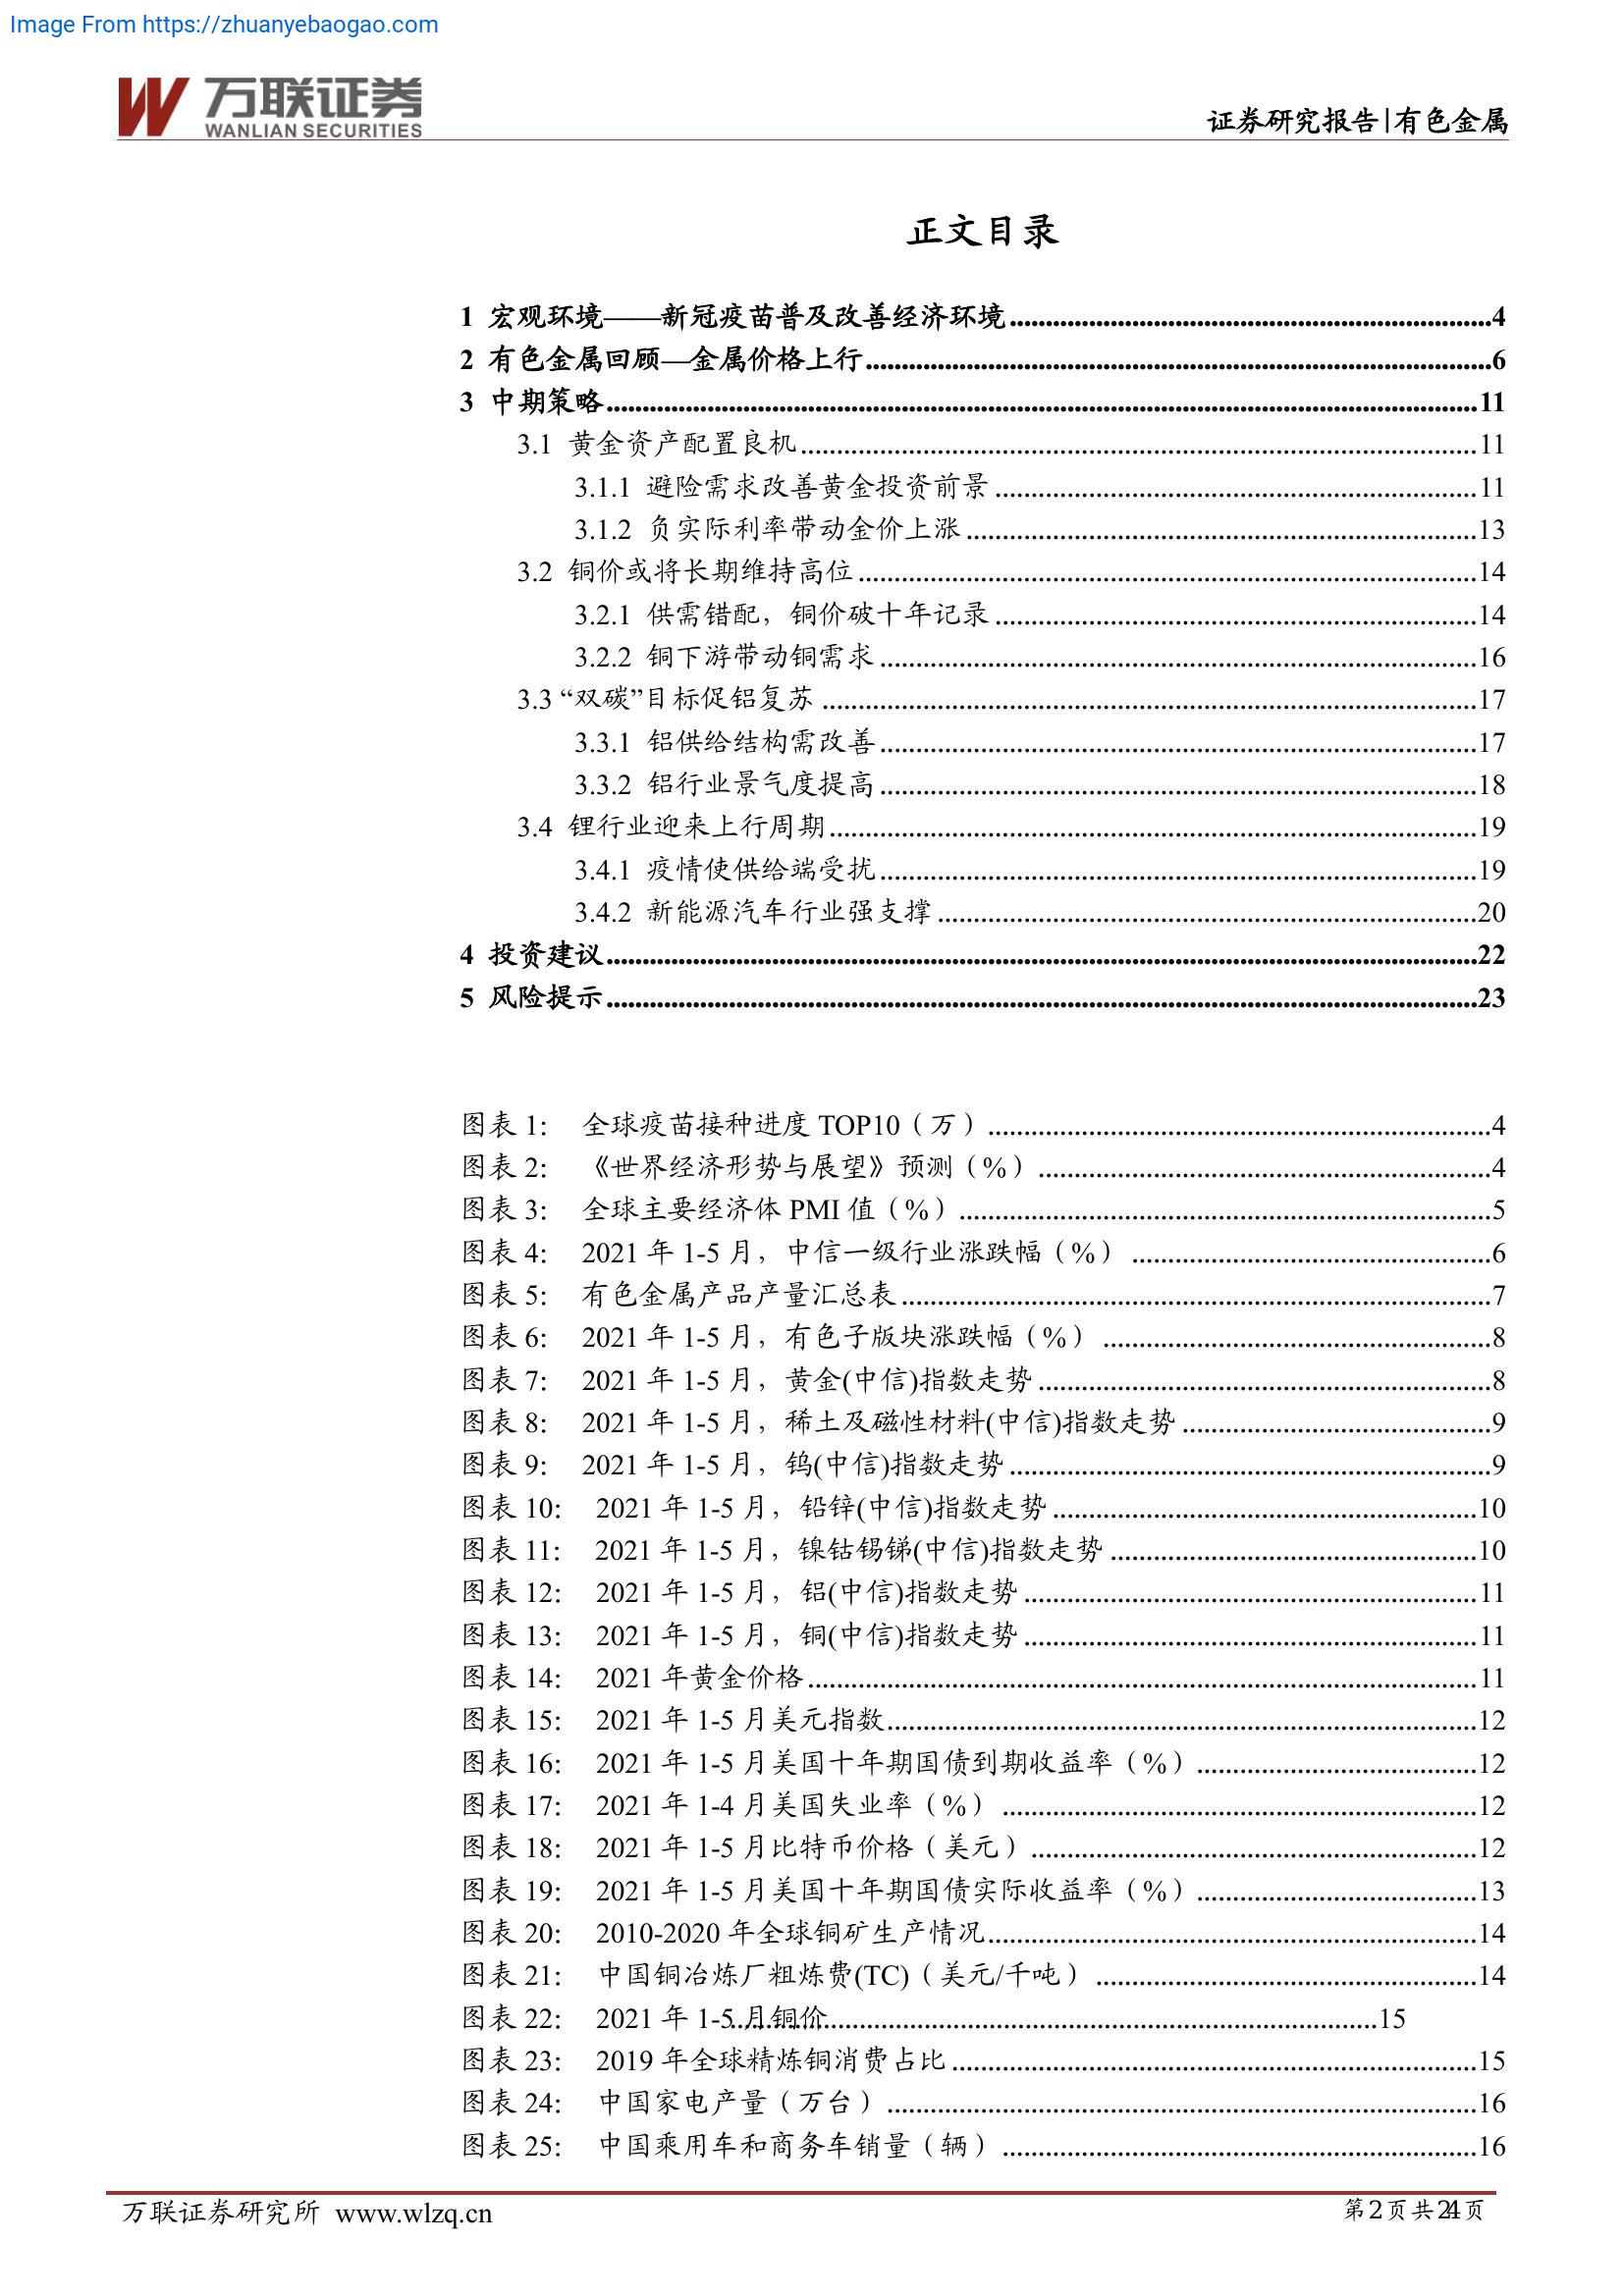 Image From https://zhuanyebaogao.com
万联证券
WANLIAN SECURITIES
证券研究报告|有色金属
正文目录
1 宏观环境——新冠疫苗普及改善经济环境....................4
2 有色金属回顾—金属价格上行....................6
3 中期策略....................11
3.1 黄金资产配置良机....................11
3.1.1 避险需求改善黄金投资前景....................11
3.1.2 负实际利率带动金价上涨....................13
3.2 铜价或将长期维持高位....................14
3.2.1 供需错配，铜价破十年记录....................14
3.2.2 铜下游带动铜需求....................16
3.3 “双碳”目标促铝复苏....................17
3.3.1 铝供给结构需改善....................17
3.3.2 铝行业景气度提高....................18
3.4 锂行业迎来上行周期....................19
3.4.1 疫情使供给端受扰....................19
3.4.2 新能源汽车行业强支撑....................20
4 投资建议....................22
5 风险提示....................23
图表 1： 全球疫苗接种进度 TOP10（万）....................4
图表 2： 《世界经济形势与展望》预测（%）....................4
图表 3： 全球主要经济体 PMI 值（%）....................5
图表 4： 2021 年 1-5 月，中信一级行业涨跌幅（%）....................6
图表 5： 有色金属产品产量汇总表....................7
图表 6： 2021 年 1-5 月，有色子版块涨跌幅（%）....................8
图表 7： 2021 年 1-5 月，黄金(中信)指数走势....................8
图表 8： 2021 年 1-5 月，稀土及磁性材料(中信)指数走势....................9
图表 9： 2021 年 1-5 月，钨(中信)指数走势....................9
图表 10： 2021 年 1-5 月，铅锌(中信)指数走势....................10
图表 11： 2021 年 1-5 月，镍钴锡锑(中信)指数走势....................10
图表 12： 2021 年 1-5 月，铝(中信)指数走势....................11
图表 13： 2021 年 1-5 月，铜(中信)指数走势....................11
图表 14： 2021 年黄金价格....................11
图表 15： 2021 年 1-5 月美元指数....................12
图表 16： 2021 年 1-5 月美国十年期国债到期收益率（%）....................12
图表 17： 2021 年 1-4 月美国失业率（%）....................12
图表 18： 2021 年 1-5 月比特币价格（美元）....................12
图表 19： 2021 年 1-5 月美国十年期国债实际收益率（%）....................13
图表 20： 2010-2020 年全球铜矿生产情况....................14
图表 21： 中国铜冶炼厂粗炼费(TC)（美元/千吨）....................14
图表 22： 2021 年 1-5 月铜价....................15
图表 23： 2019 年全球精炼铜消费占比....................15
图表 24： 中国家电产量（万台）....................16
图表 25： 中国乘用车和商务车销量（辆）....................16
万联证券研究所 www.wlzq.cn
第2页共24页